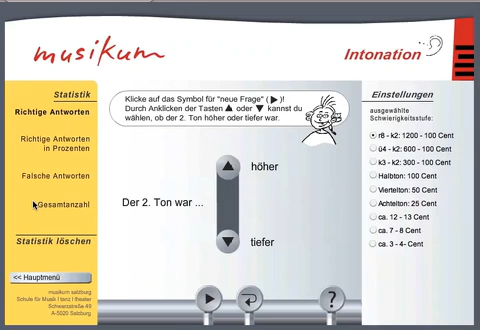 musikum
Intonation
Statistik
Richtige Antworten
Richtige Antworten
in Prozenten
Falsche Antworten
Gesamtanzahl
Statistik löschen
<< Hauptmenü
musikum salzburg
Schule für Musik I tanz I theater
Schwarzstraße 49
A-5020 Salzburg
Klicke auf das Symbol für "neue Frage" ( ▶ )!
Durch Anklicken der Tasten ▲ oder ▼ kannst du
wählen, ob der 2. Ton höher oder tiefer war.
höher
Der 2. Ton war ...
tiefer
?
Einstellungen
ausgewählte
Schwierigkeitsstufe:
r8 - k2: 1200 - 100 Cent
ü4 - k2: 600 - 100 Cent
k3 - k2: 300 - 100 Cent
Halbton: 100 Cent
Viertelton: 50 Cent
Achtelton: 25 Cent
ca. 12 - 13 Cent
ca. 7 - 8 Cent
ca. 3 - 4- Cent